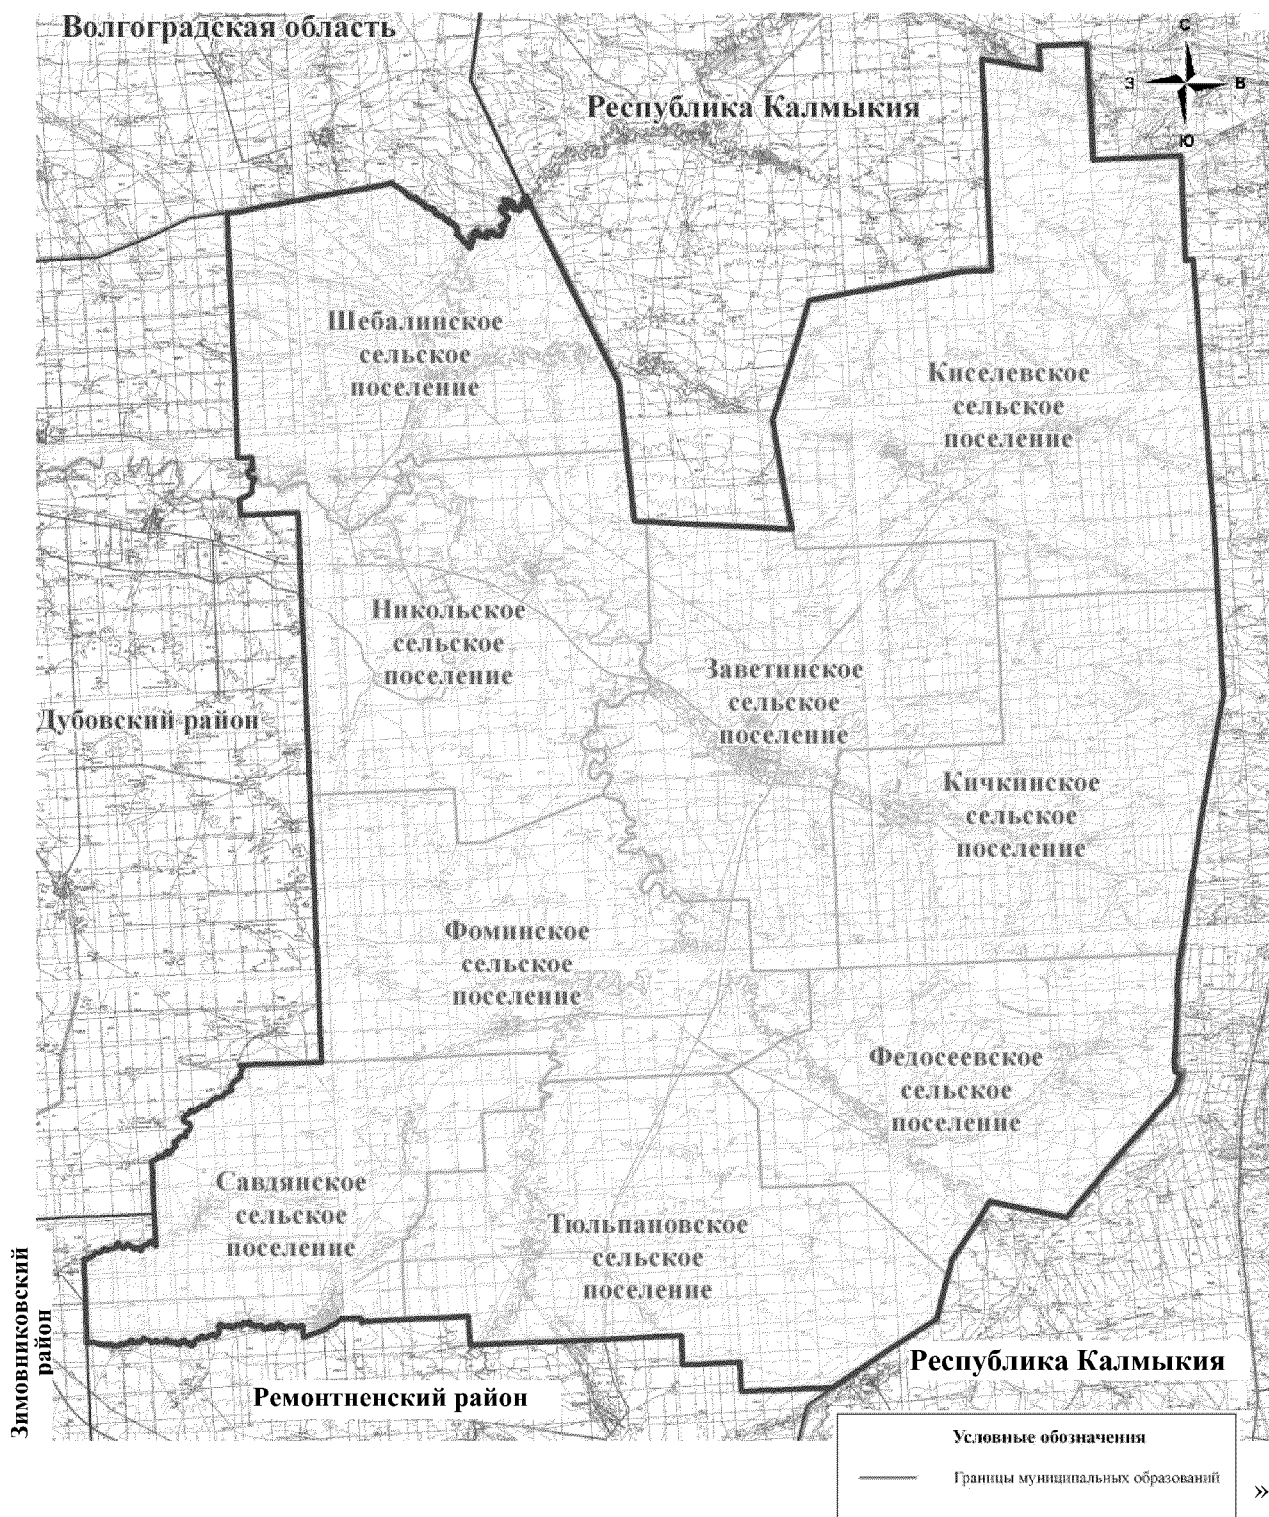 Волгоградская область
С
З
В
Ю
Республика Калмыкия
Шебалинское
сельское
поселение
Киселевское
сельское
поселение
Никольское
сельское
поселение
Заветинское
сельское
поселение
Дубовский район
Кичкинское
сельское
поселение
Фоминское
сельское
поселение
Федосеевское
сельское
поселение
Савдянское
сельское
поселение
Тюльпановское
сельское
поселение
Зимовниковский
район
Республика Калмыкия
Ремонтненский район
Условные обозначения
Границы муниципальных образований
»